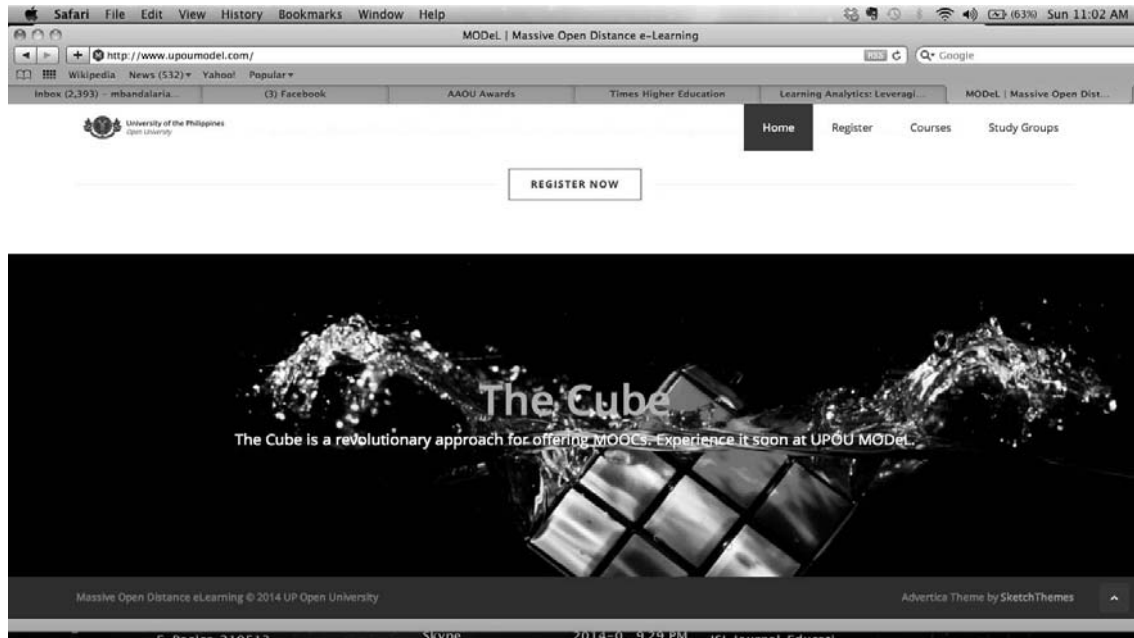 Safari File Edit View History Bookmarks Window Help (63%) Sun 11:02 AM
MODeL | Massive Open Distance e-Learning
http://www.upoumodel.com/ RSS Google
Wikipedia News (532) Yahoo! Popular
Inbox (2,393) – mbandalaria... (3) Facebook AAOU Awards Times Higher Education Learning Analytics: Leveragi... MODeL | Massive Open Dist...
University of the Philippines
Open University
Home Register Courses Study Groups
REGISTER NOW
The Cube
The Cube is a revolutionary approach for offering MOOCs. Experience it soon at UPOU MODeL.
Massive Open Distance eLearning © 2014 UP Open University Advertica Theme by SketchThemes
Skype 9:29 PM